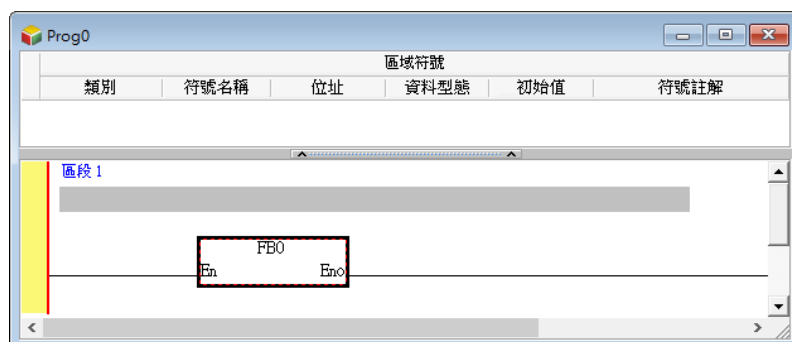 Prog0
區域符號
類別 符號名稱 位址 資料型態 初始值 符號註解
區段 1
FB0
En Eno